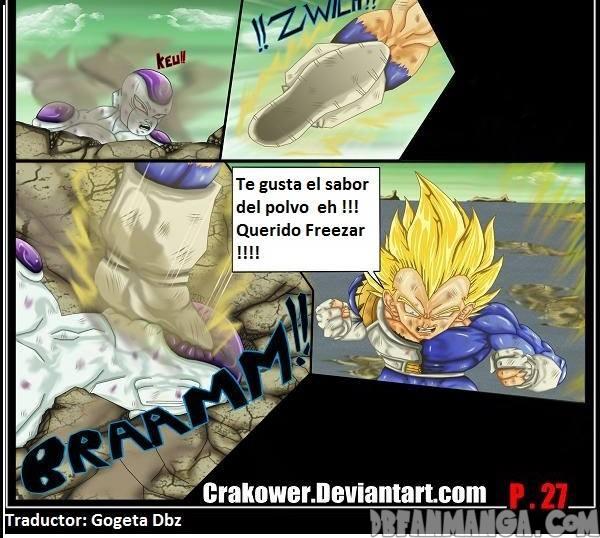 KEU!!
!!ZWIIT!!!
Te gusta el sabor
del polvo eh !!!
Querido Freezar
!!!!
BRAAMM!!
Crakower.Deviantart.com P. 27
Traductor: Gogeta Dbz
DBFANMANGA.COM